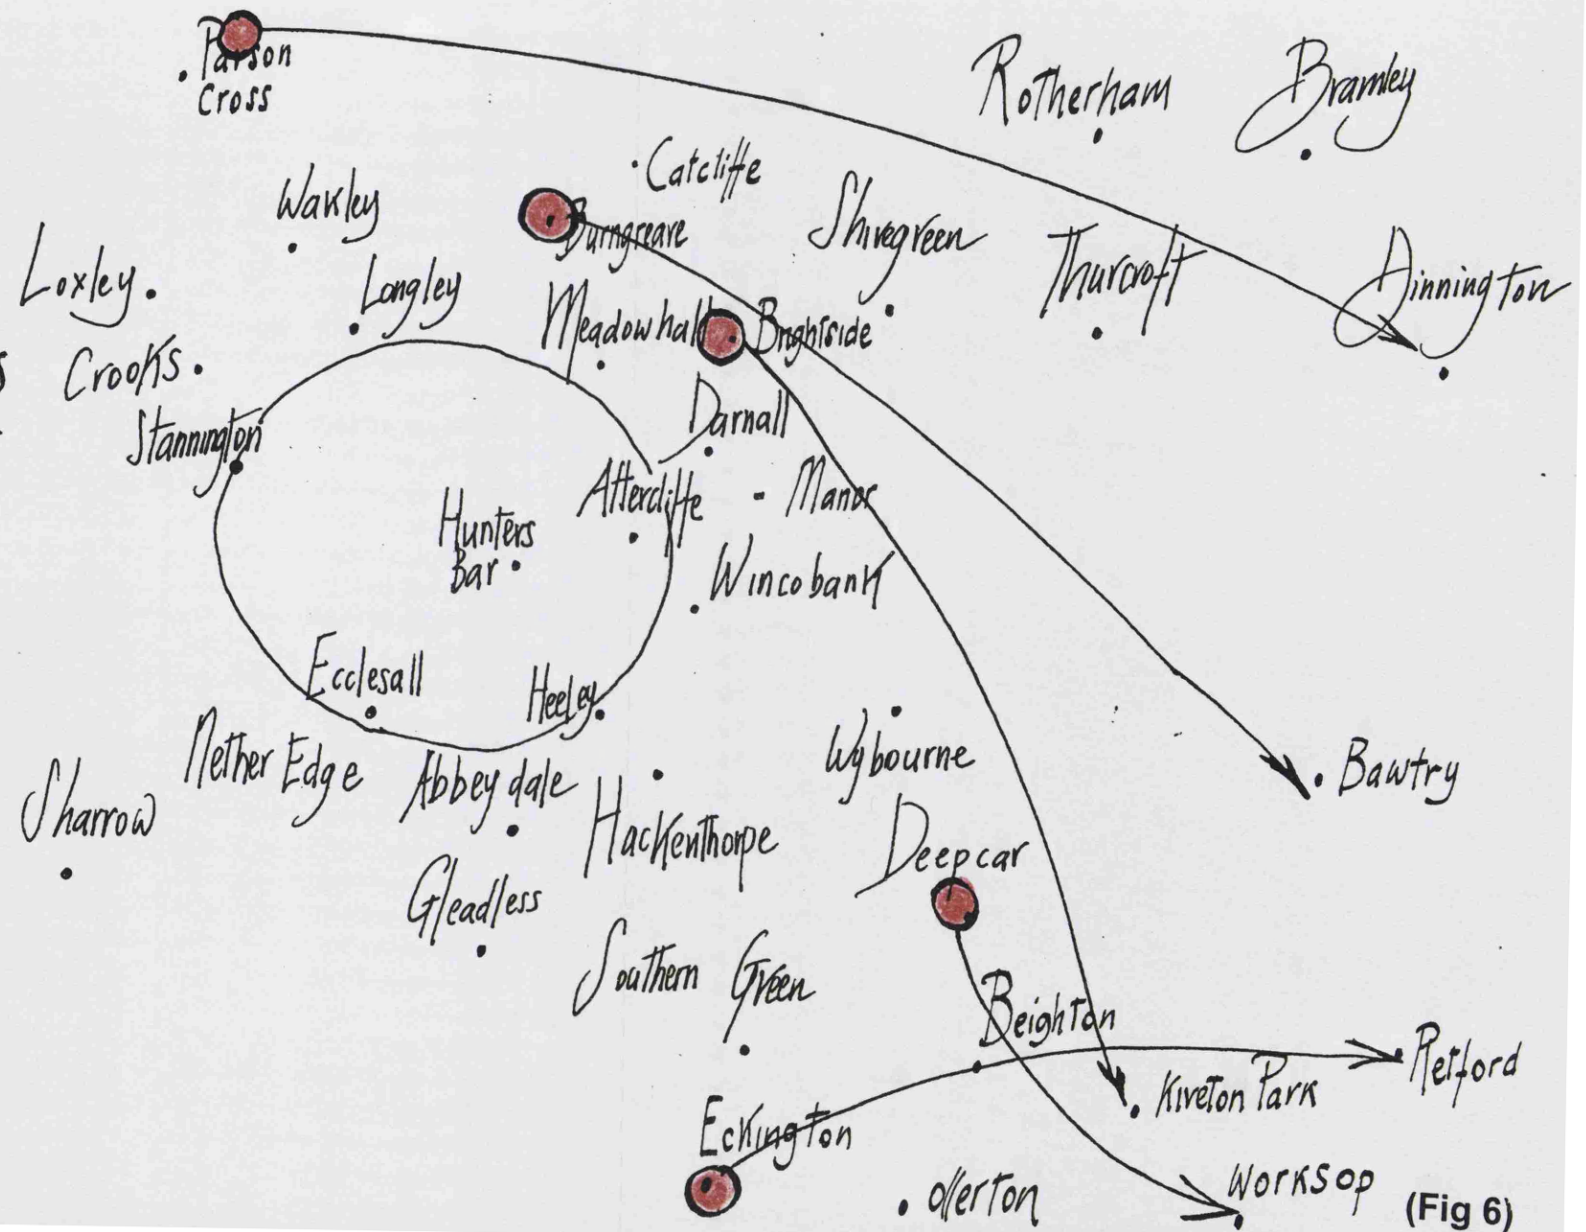 Parson
Cross
Rotherham
Bramley
Catcliffe
Wakley
Burngreave
Shiregreen
Thurcroft
Dinnington
Loxley
Longley
Meadowhall
Brightside
Crooks
Stannington
Darnall
Attercliffe
Manor
Hunters
Bar
Wincobank
Ecclesall
Heeley
Nether Edge
Abbeydale
Wybourne
Bawtry
Sharrow
Hackenthorpe
Deepcar
Gleadless
Southern Green
Beighton
Retford
Kiveton Park
Eckington
Ollerton
Worksop
(Fig 6)